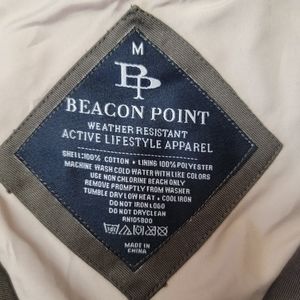 M
BP
BEACON POINT
WEATHER RESISTANT
ACTIVE LIFESTYLE APPAREL
SHELL:100% COTTON • LINING 100% POLYESTER
MACHINE WASH COLD WATER WITH LIKE COLORS
USE NON CHLORINE BEACH ONLY
REMOVE PROMPTLY FROM WASHER
TUMBLE DRY LOW HEAT • COOL IRON
DO NOT IRON LOGO
DO NOT DRYCLEAN
RN105800
MADE IN
CHINA